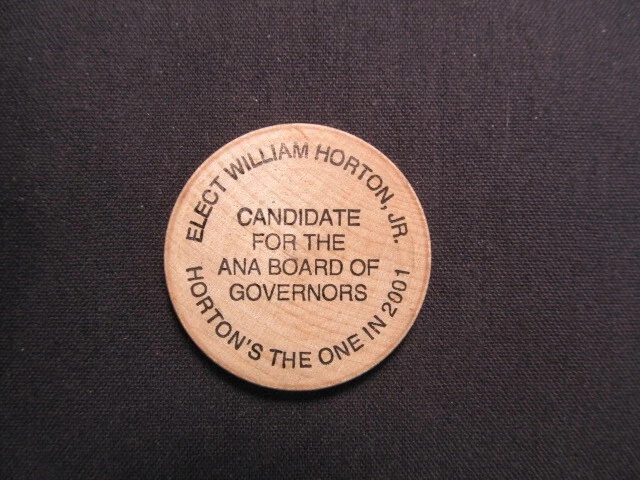 ELECT WILLIAM HORTON, JR.
CANDIDATE
FOR THE
ANA BOARD OF
GOVERNORS
HORTON'S THE ONE IN 2001